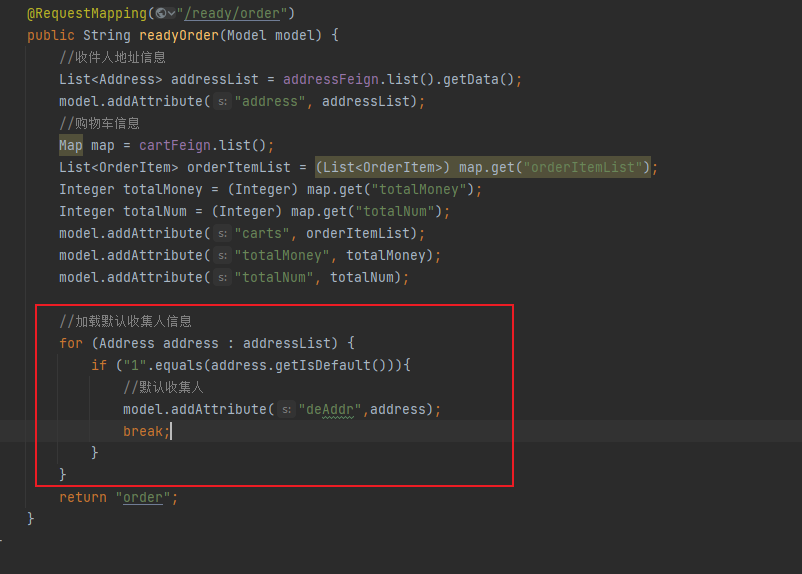 @RequestMapping("/ready/order")
public String readyOrder(Model model) {
//收件人地址信息
List<Address> addressList = addressFeign.list().getData();
model.addAttribute( s: "address", addressList);
//购物车信息
Map map = cartFeign.list();
List<OrderItem> orderItemList = (List<OrderItem>) map.get("orderItemList");
Integer totalMoney = (Integer) map.get("totalMoney");
Integer totalNum = (Integer) map.get("totalNum");
model.addAttribute( s: "carts", orderItemList);
model.addAttribute( s: "totalMoney", totalMoney);
model.addAttribute( s: "totalNum", totalNum);
//加载默认收集人信息
for (Address address : addressList) {
if ("1".equals(address.getIsDefault())){
//默认收集人
model.addAttribute( s: "deAddr",address);
break;
}
}
return "order";
}